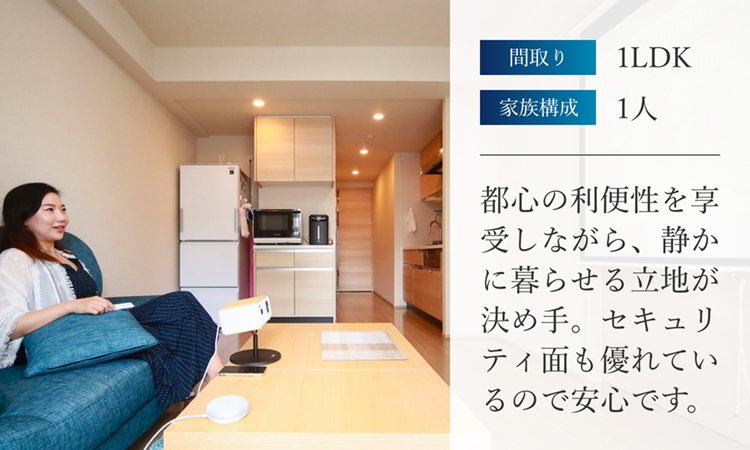 間取り 1LDK
家族構成 1人
都心の利便性を享
受しながら、静か
に暮らせる立地が
決め手。セキュリ
ティ面も優れてい
るので安心です。